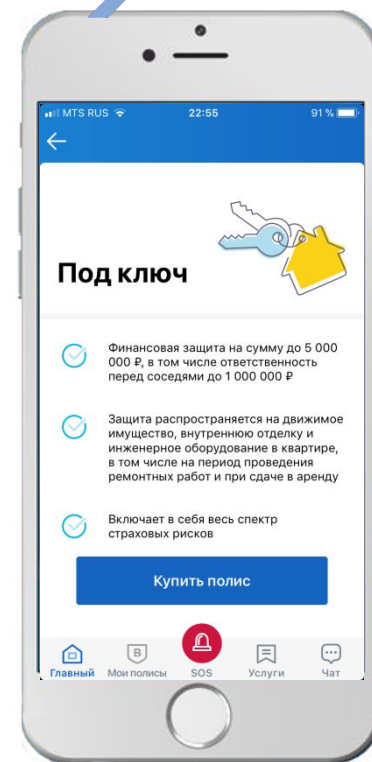 MTS RUS 22:55 91 %
Под ключ
Финансовая защита на сумму до 5 000
000 ₽, в том числе ответственность
перед соседями до 1 000 000 ₽
Защита распространяется на движимое
имущество, внутреннюю отделку и
инженерное оборудование в квартире,
в том числе на период проведения
ремонтных работ и при сдаче в аренду
Включает в себя весь спектр
страховых рисков
Купить полис
В
Главный Мои полисы SOS Услуги Чат